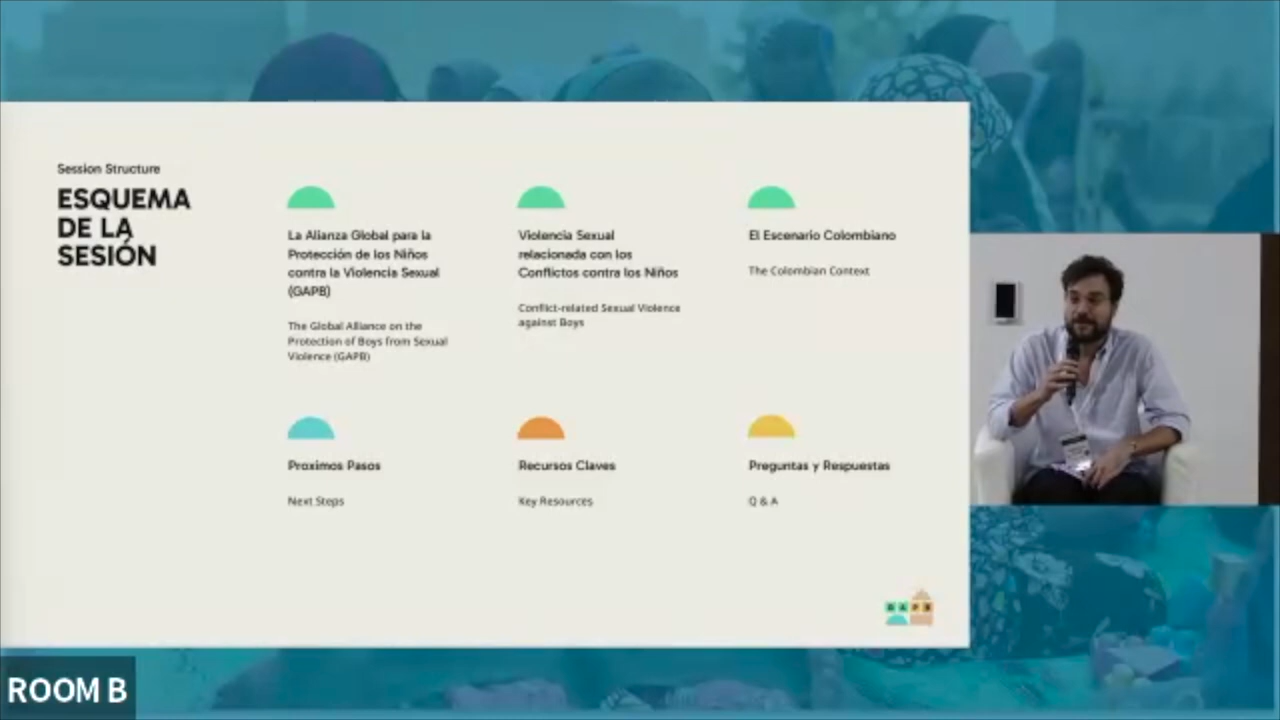 Session Structure
ESQUEMA
DE LA
SESIÓN
La Alianza Global para la
Protección de los Niños
contra la Violencia Sexual
(GAPB)
The Global Alliance on the
Protection of Boys from Sexual
Violence (GAPB)
Violencia Sexual
relacionada con los
Conflictos contra los Niños
Conflict-related Sexual Violence
against Boys
El Escenario Colombiano
The Colombian Context
Proximos Pasos
Next Steps
Recursos Claves
Key Resources
Preguntas y Respuestas
Q & A
GAPB
ROOM B